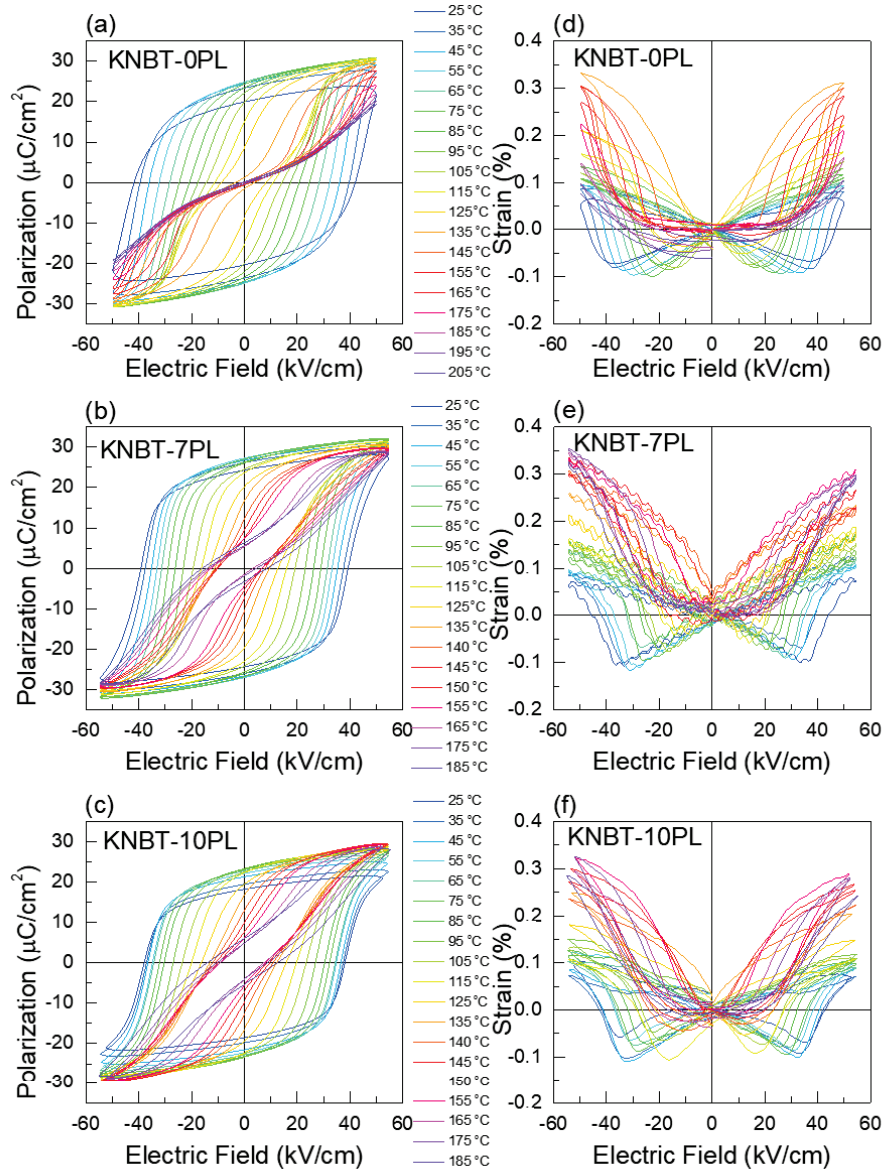 (a)
KNBT-0PL
Polarization (μC/cm²)
30
20
10
0
-10
-20
-30
-60 -40 -20 0 20 40 60
Electric Field (kV/cm)
25 °C
35 °C
45 °C
55 °C
65 °C
75 °C
85 °C
95 °C
105 °C
115 °C
125 °C
135 °C
145 °C
155 °C
165 °C
175 °C
185 °C
195 °C
205 °C
(d)
KNBT-0PL
Strain (%)
0.4
0.3
0.2
0.1
0.0
-0.1
-0.2
-60 -40 -20 0 20 40 60
Electric Field (kV/cm)
(b)
KNBT-7PL
Polarization (μC/cm²)
30
20
10
0
-10
-20
-30
-60 -40 -20 0 20 40 60
Electric Field (kV/cm)
25 °C
35 °C
45 °C
55 °C
65 °C
75 °C
85 °C
95 °C
105 °C
115 °C
125 °C
135 °C
140 °C
145 °C
150 °C
155 °C
165 °C
175 °C
185 °C
(e)
KNBT-7PL
Strain (%)
0.4
0.3
0.2
0.1
0.0
-0.1
-0.2
-60 -40 -20 0 20 40 60
Electric Field (kV/cm)
(c)
KNBT-10PL
Polarization (μC/cm²)
30
20
10
0
-10
-20
-30
-60 -40 -20 0 20 40 60
Electric Field (kV/cm)
25 °C
35 °C
45 °C
55 °C
65 °C
75 °C
85 °C
95 °C
105 °C
115 °C
125 °C
135 °C
140 °C
145 °C
150 °C
155 °C
165 °C
175 °C
185 °C
(f)
KNBT-10PL
Strain (%)
0.4
0.3
0.2
0.1
0.0
-0.1
0.2
-60 -40 -20 0 20 40 60
Electric Field (kV/cm)